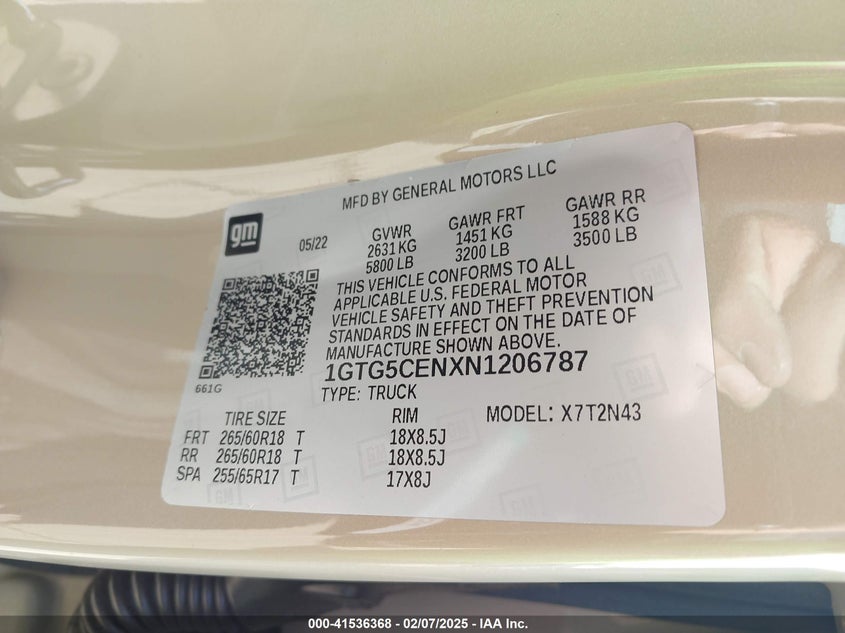 MFD BY GENERAL MOTORS LLC
gm
05/22
GVWR GAWR FRT GAWR RR
2631 KG 1451 KG 1588 KG
5800 LB 3200 LB 3500 LB
THIS VEHICLE CONFORMS TO ALL
APPLICABLE U.S. FEDERAL MOTOR
VEHICLE SAFETY AND THEFT PREVENTION
STANDARDS IN EFFECT ON THE DATE OF
MANUFACTURE SHOWN ABOVE.
661G
1GTG5CENXN1206787
TYPE: TRUCK
TIRE SIZE RIM MODEL: X7T2N43
FRT 265/60R18 T 18X8.5J
RR 265/60R18 T 18X8.5J
SPA 255/65R17 T 17X8J
000-41536368 - 02/07/2025 - IAA Inc.